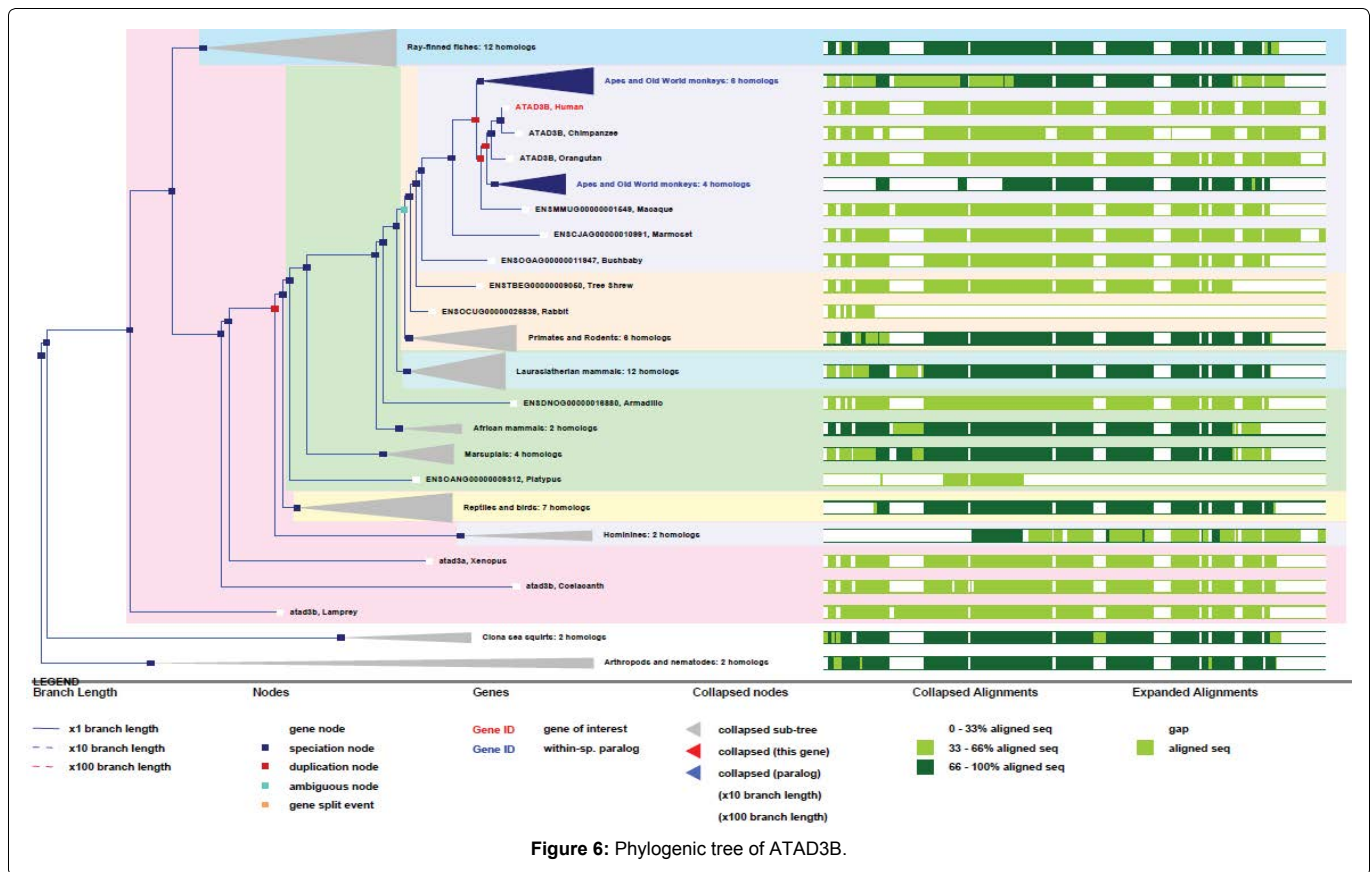 Ray-finned fishes: 12 homologs
Apes and Old World monkeys: 6 homologs
ATAD3B, Human
ATAD3B, Chimpanzee
ATAD3B, Orangutan
Apes and Old World monkeys: 4 homologs
ENSMMUG00000001549, Macaque
ENSCJAG00000010991, Marmoset
ENSOGAG00000011947, Bushbaby
ENSTBEG00000009050, Tree Shrew
ENSOCUG00000026839, Rabbit
Primates and Rodents: 6 homologs
Laurasiatherian mammals: 12 homologs
ENSDNOG00000016880, Armadillo
African mammals: 2 homologs
Marsupials: 4 homologs
ENSOANG00000009312, Platypus
Reptiles and birds: 7 homologs
Hominines: 2 homologs
atad3a, Xenopus
atad3b, Coelacanth
atad3b, Lamprey
Ciona sea squirts: 2 homologs
Arthropods and nematodes: 2 homologs
LEGEND
Branch Length
x1 branch length
x10 branch length
x100 branch length
Nodes
gene node
speciation node
duplication node
ambiguous node
gene split event
Genes
Gene ID gene of interest
Gene ID within-sp. paralog
Collapsed nodes
collapsed sub-tree
collapsed (this gene)
collapsed (paralog)
(x10 branch length)
(x100 branch length)
Collapsed Alignments
0 - 33% aligned seq
33 - 66% aligned seq
66 - 100% aligned seq
Expanded Alignments
gap
aligned seq
Figure 6: Phylogenic tree of ATAD3B.